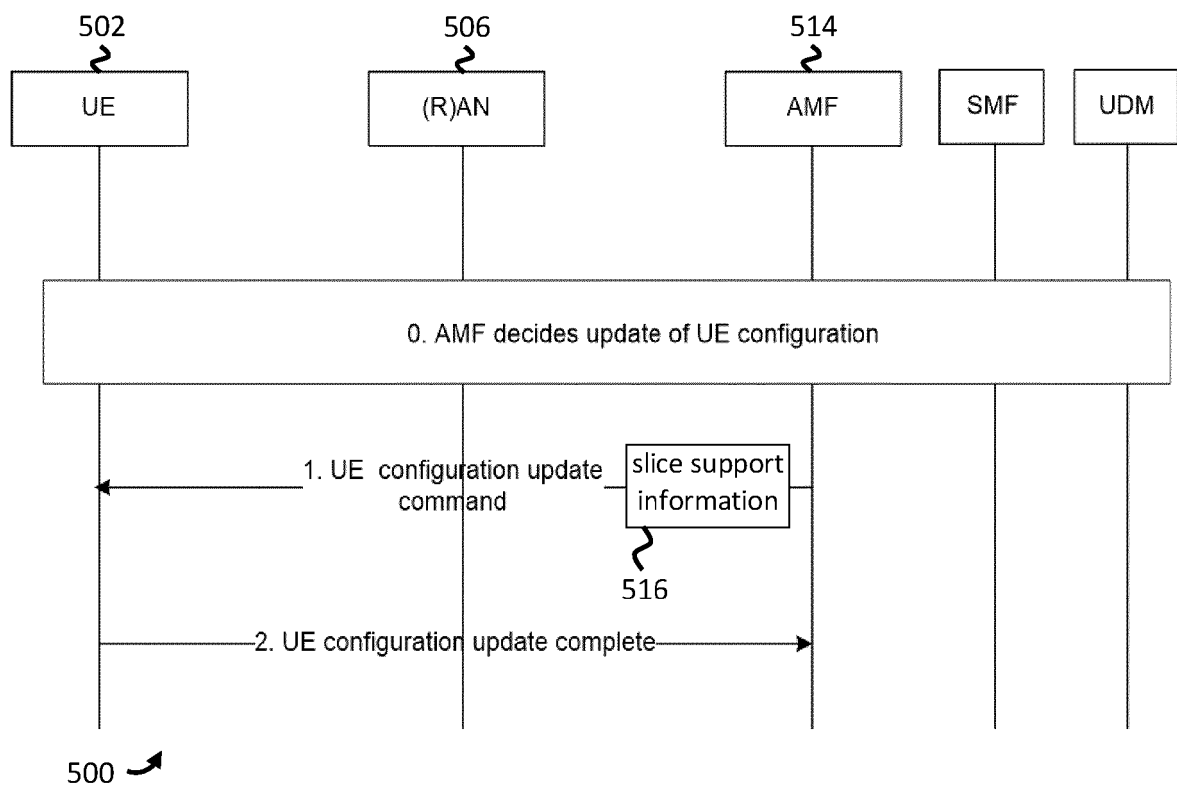 502
506
514
UE
(R)AN
AMF
SMF
UDM
0. AMF decides update of UE configuration
1. UE configuration update
command
slice support
information
516
2. UE configuration update complete
500